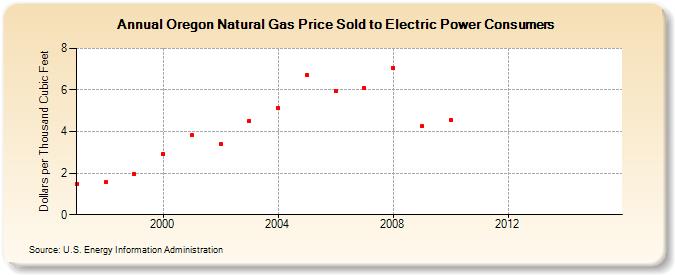 Annual Oregon Natural Gas Price Sold to Electric Power Consumers
Dollars per Thousand Cubic Feet
8
6
4
2
0
2000 2004 2008 2012
Source: U.S. Energy Information Administration